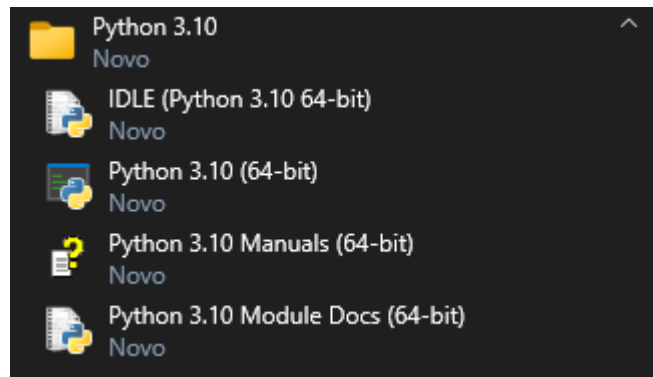 Python 3.10
Novo
IDLE (Python 3.10 64-bit)
Novo
Python 3.10 (64-bit)
Novo
Python 3.10 Manuals (64-bit)
Novo
Python 3.10 Module Docs (64-bit)
Novo